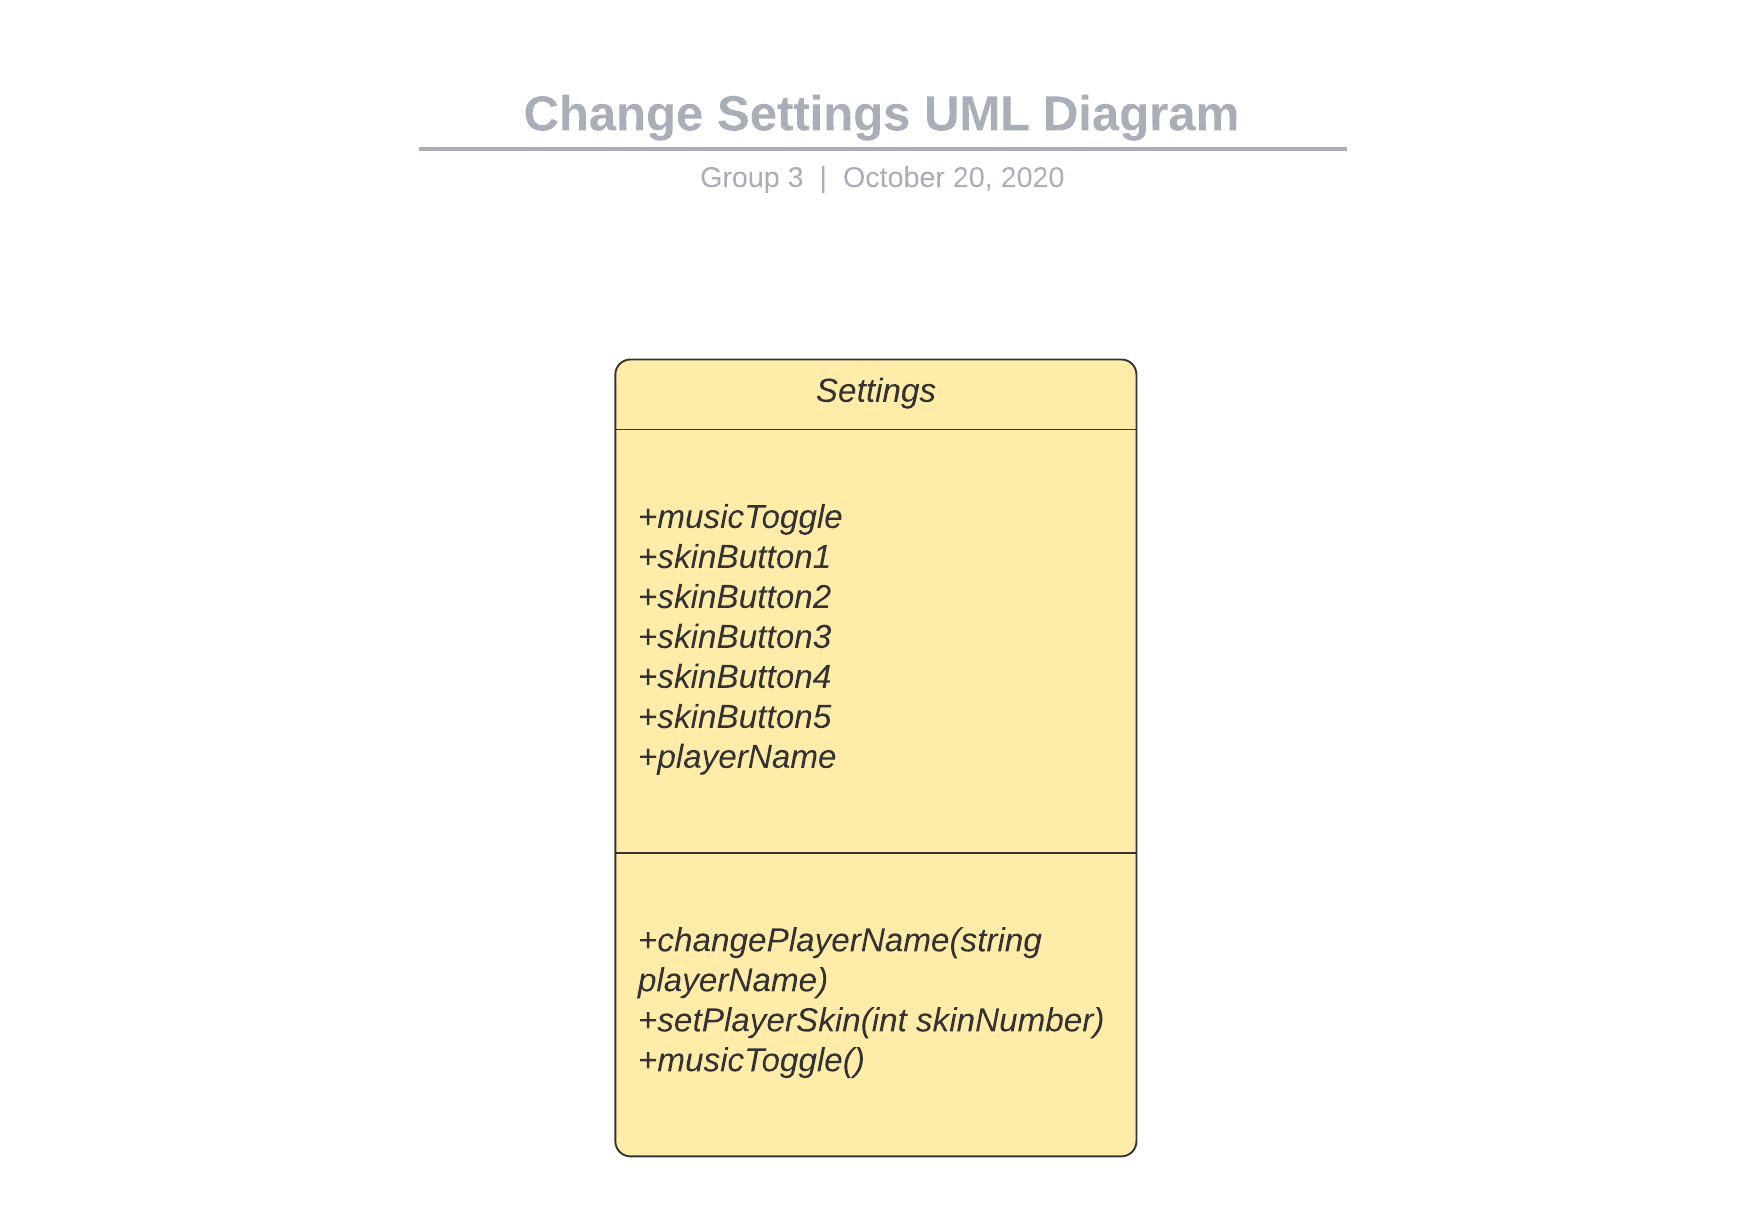 Change Settings UML Diagram
Group 3 | October 20, 2020
Settings
+musicToggle
+skinButton1
+skinButton2
+skinButton3
+skinButton4
+skinButton5
+playerName
+changePlayerName(string
playerName)
+setPlayerSkin(int skinNumber)
+musicToggle()